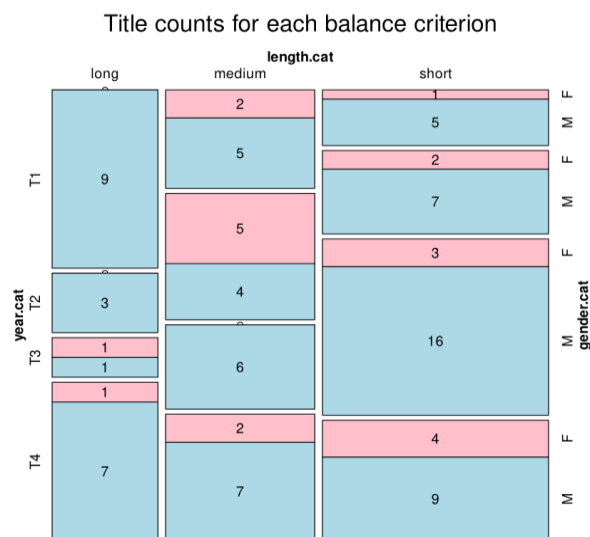 Title counts for each balance criterion
length.cat
long medium short
year.cat
gender.cat
T1
T2
T3
T4
9
3
1
1
1
7
2
5
5
4
6
2
7
1
5
2
7
3
16
4
9
F
M
F
M
F
M
F
M